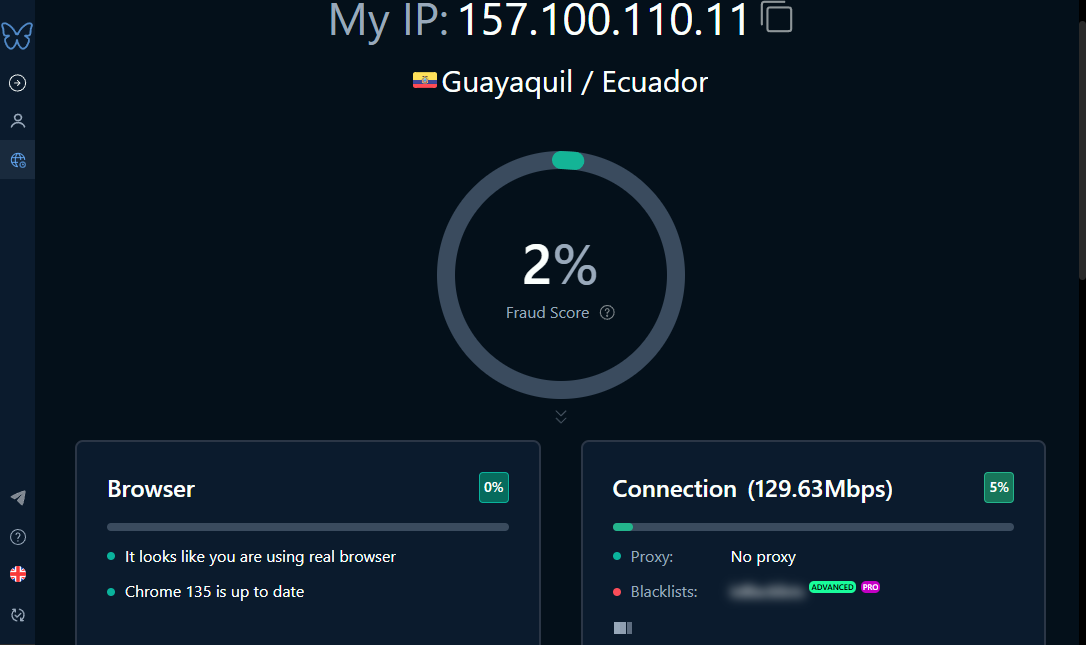 My IP: 157.100.110.11
Guayaquil / Ecuador
2%
Fraud Score ?
Browser 0%
It looks like you are using real browser
Chrome 135 is up to date
Connection (129.63Mbps) 5%
Proxy: No proxy
Blacklists: ADVANCED PRO